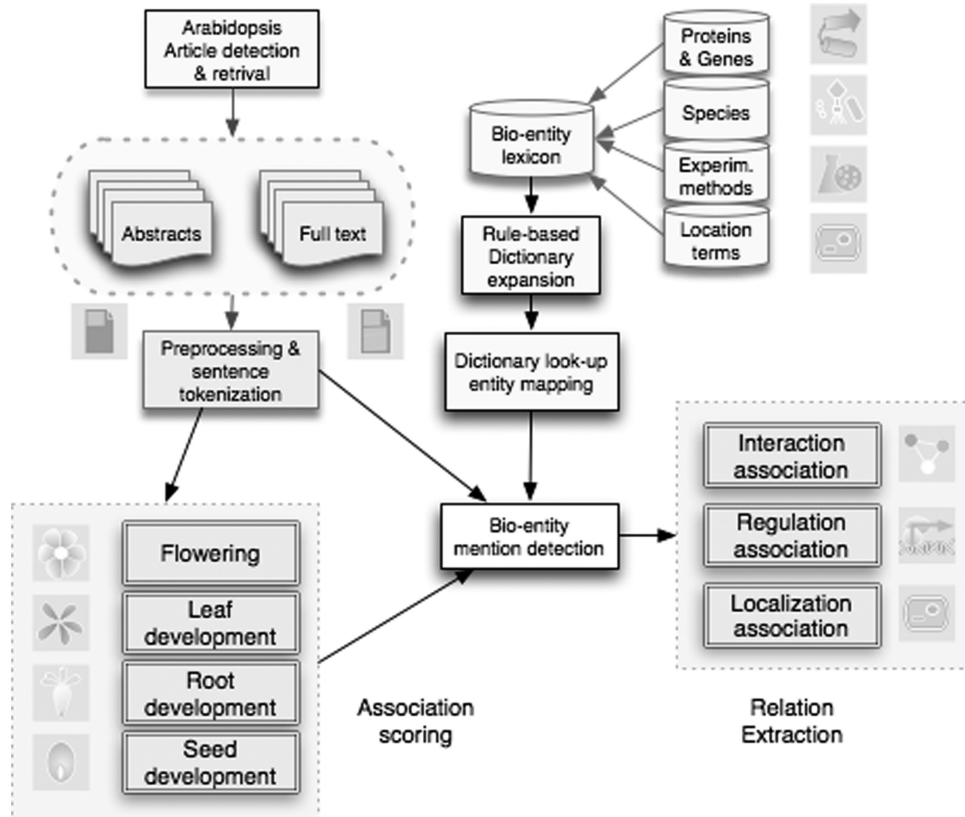 Arabidopsis
Article detection
& retrival
Abstracts
Full text
Preprocessing &
sentence
tokenization
Flowering
Leaf
development
Root
development
Seed
development
Association
scoring
Proteins
& Genes
Species
Experim.
methods
Location
terms
Bio-entity
lexicon
Rule-based
Dictionary
expansion
Dictionary look-up
entity mapping
Bio-entity
mention detection
Interaction
association
Regulation
association
Localization
association
Relation
Extraction